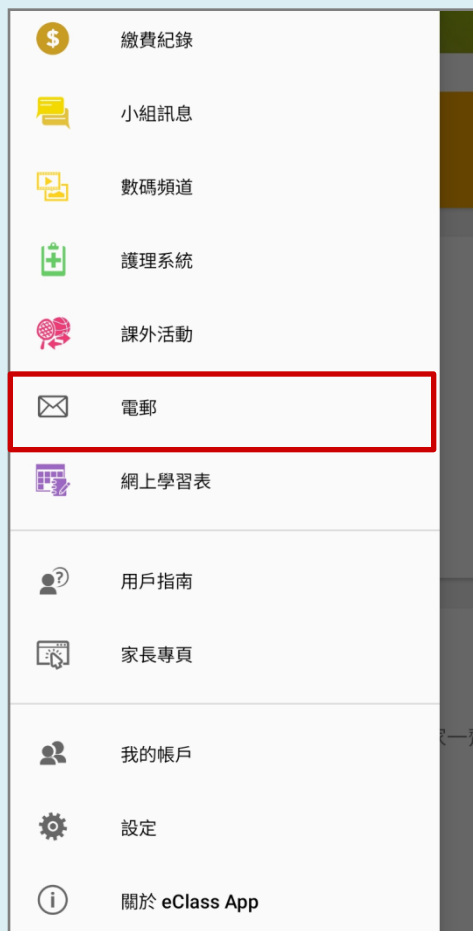 繳費紀錄
小組訊息
數碼頻道
護理系統
課外活動
電郵
網上學習表
用戶指南
家長專頁
我的帳戶
設定
關於 eClass App